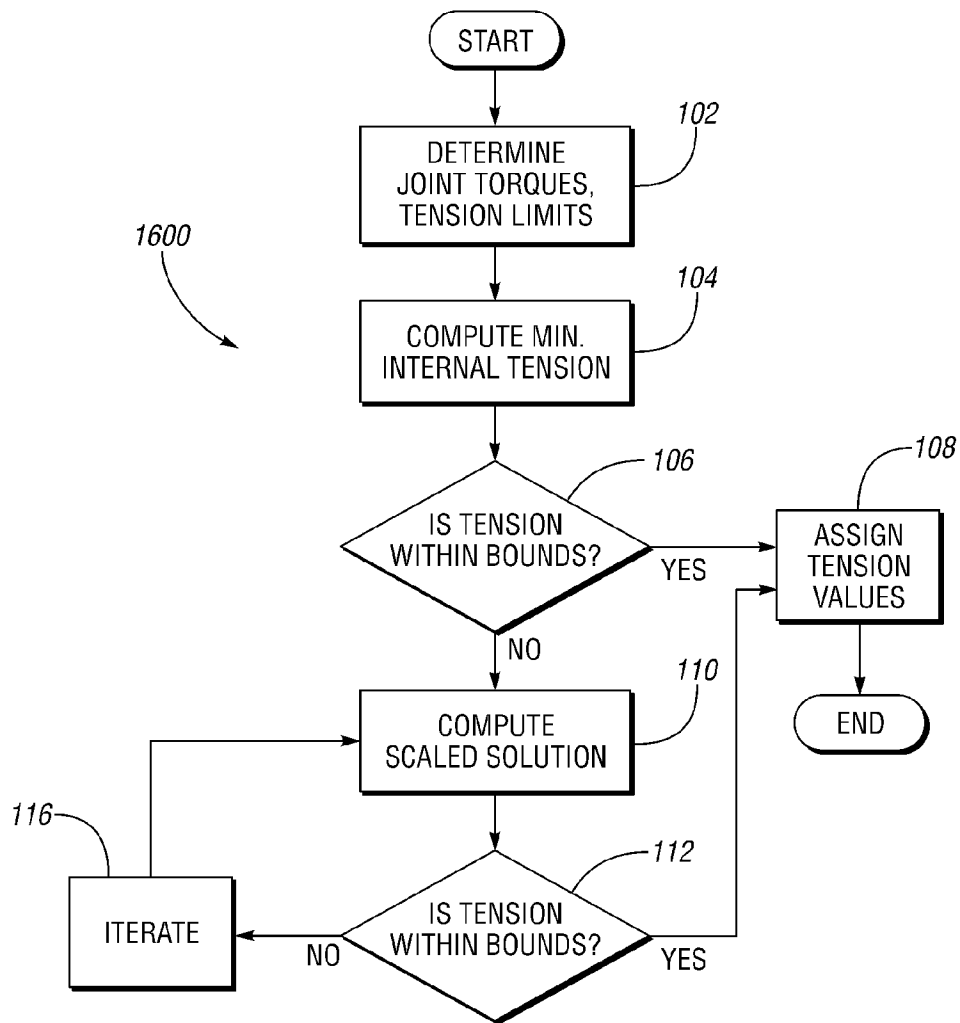 START
102
DETERMINE
JOINT TORQUES,
TENSION LIMITS
1600
104
COMPUTE MIN.
INTERNAL TENSION
106
IS TENSION
WITHIN BOUNDS?
YES
NO
108
ASSIGN
TENSION
VALUES
END
110
COMPUTE
SCALED SOLUTION
112
IS TENSION
WITHIN BOUNDS?
YES
NO
116
ITERATE